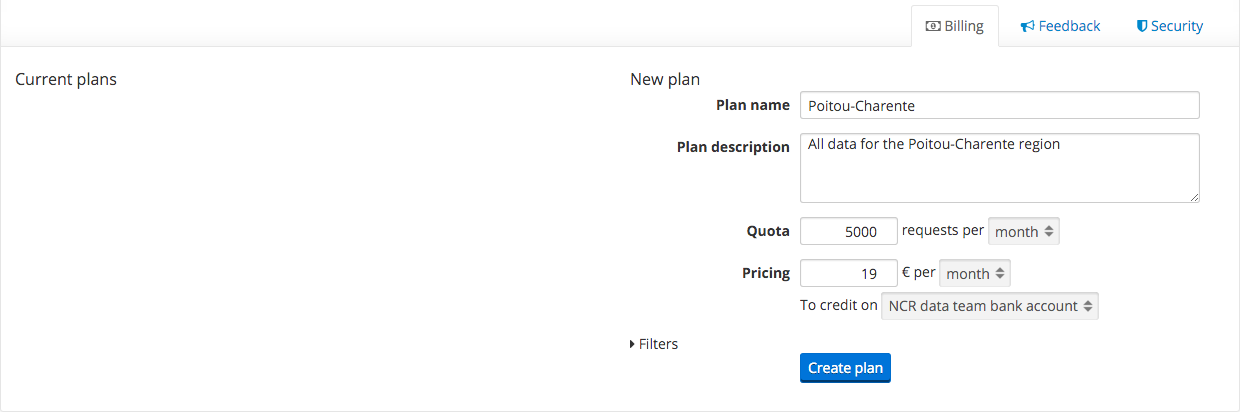 Billing Feedback Security
Current plans
New plan
Plan name Poitou-Charente
Plan description All data for the Poitou-Charente region
Quota 5000 requests per month
Pricing 19 € per month
To credit on NCR data team bank account
Filters
Create plan